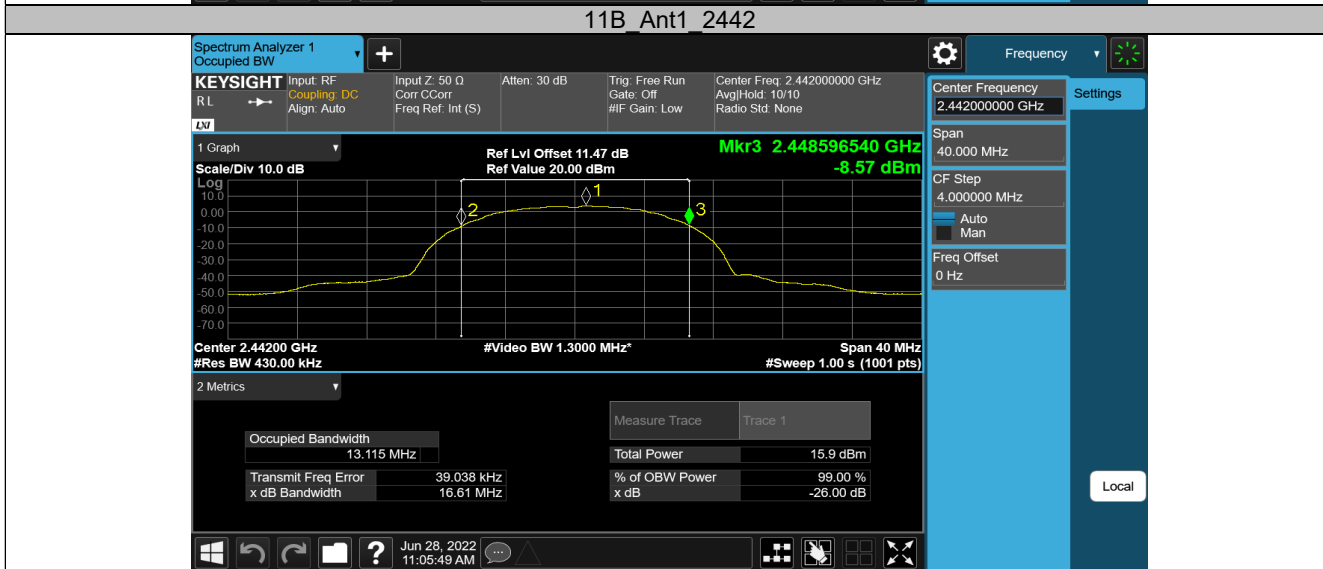 11B_Ant1_2442
Spectrum Analyzer 1
Occupied BW
Frequency
KEYSIGHT
R L
LXI
Input: RF
Coupling: DC
Align: Auto
Input Z: 50 Ω
Corr CCorr
Freq Ref: Int (S)
Atten: 30 dB
Trig: Free Run
Gate: Off
#IF Gain: Low
Center Freq: 2.442000000 GHz
Avg|Hold: 10/10
Radio Std: None
Center Frequency
2.442000000 GHz
Settings
Span
40.000 MHz
CF Step
4.000000 MHz
Auto
Man
Freq Offset
0 Hz
Local
1 Graph
Scale/Div 10.0 dB
Ref Lvl Offset 11.47 dB
Ref Value 20.00 dBm
Mkr3 2.448596540 GHz
-8.57 dBm
Log
10.0
0.00
-10.0
-20.0
-30.0
-40.0
-50.0
-60.0
-70.0
1
2
3
Center 2.44200 GHz
#Video BW 1.3000 MHz*
Span 40 MHz
#Res BW 430.00 kHz
#Sweep 1.00 s (1001 pts)
2 Metrics
Measure Trace
Trace 1
Occupied Bandwidth
13.115 MHz
Total Power
15.9 dBm
Transmit Freq Error
39.038 kHz
% of OBW Power
99.00 %
x dB Bandwidth
16.61 MHz
x dB
-26.00 dB
?
Jun 28, 2022
11:05:49 AM